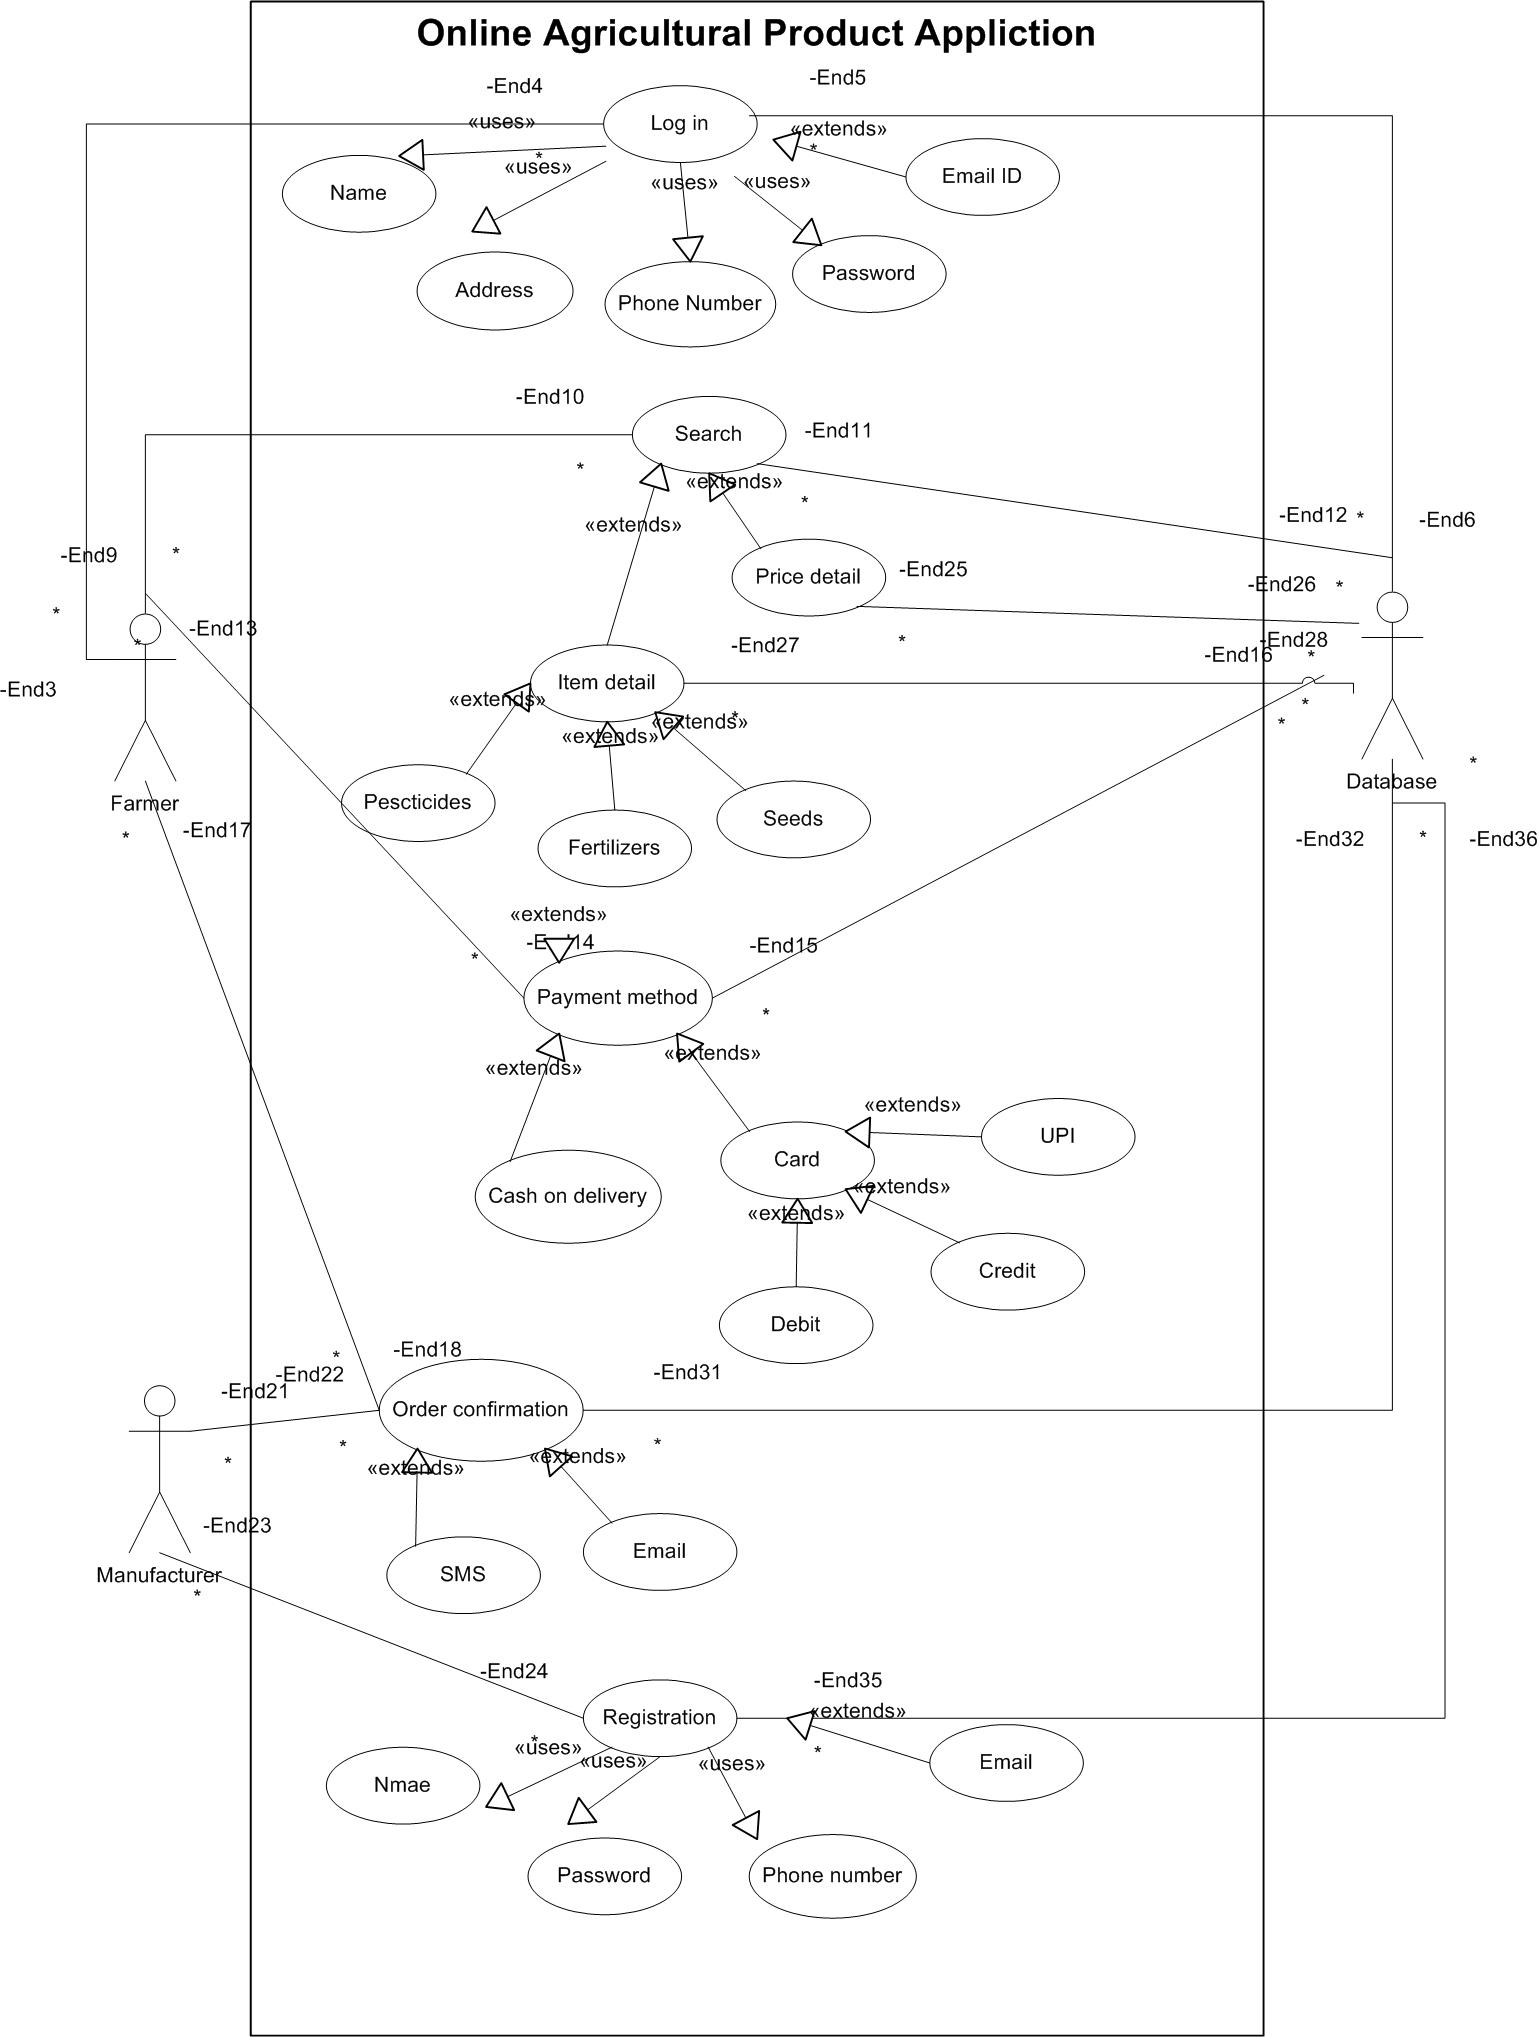 Online Agricultural Product Appliction
-End4
-End5
«uses»
Log in
«extends»
*
*
«uses»
Name
«uses»
«uses»
Email ID
Address
Phone Number
Password
-End10
Search
-End11
*
«extends»
*
«extends»
-End12
*
-End6
-End9
*
Price detail
-End25
-End26
*
*
-End13
*
-End27
*
-End28
-End16
*
-End3
Item detail
«extends»
*
«extends»
*
«extends»
*
Pescticides
Fertilizers
Seeds
Farmer
*
-End17
Database
*
-End32
*
-End36
«extends»
-End14
-End15
*
Payment method
*
«extends»
«extends»
«extends»
UPI
Card
Cash on delivery
«extends»
«extends»
Credit
Debit
*
-End18
-End22
-End21
-End31
Order confirmation
*
*
*
«extends»
«extends»
-End23
SMS
Email
Manufacturer
*
-End24
-End35
Registration
«extends»
*
«uses»
«uses»
«uses»
*
Email
Nmae
Password
Phone number